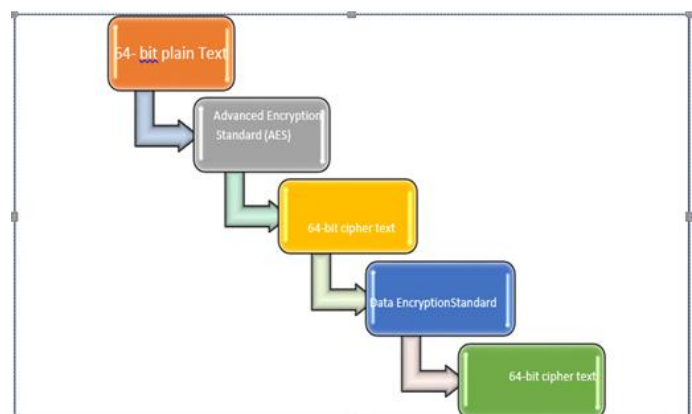 64- bit plain Text
Advanced Encryption
Standard (AES)
64-bit cipher text
Data EncryptionStandard
64-bit cipher text